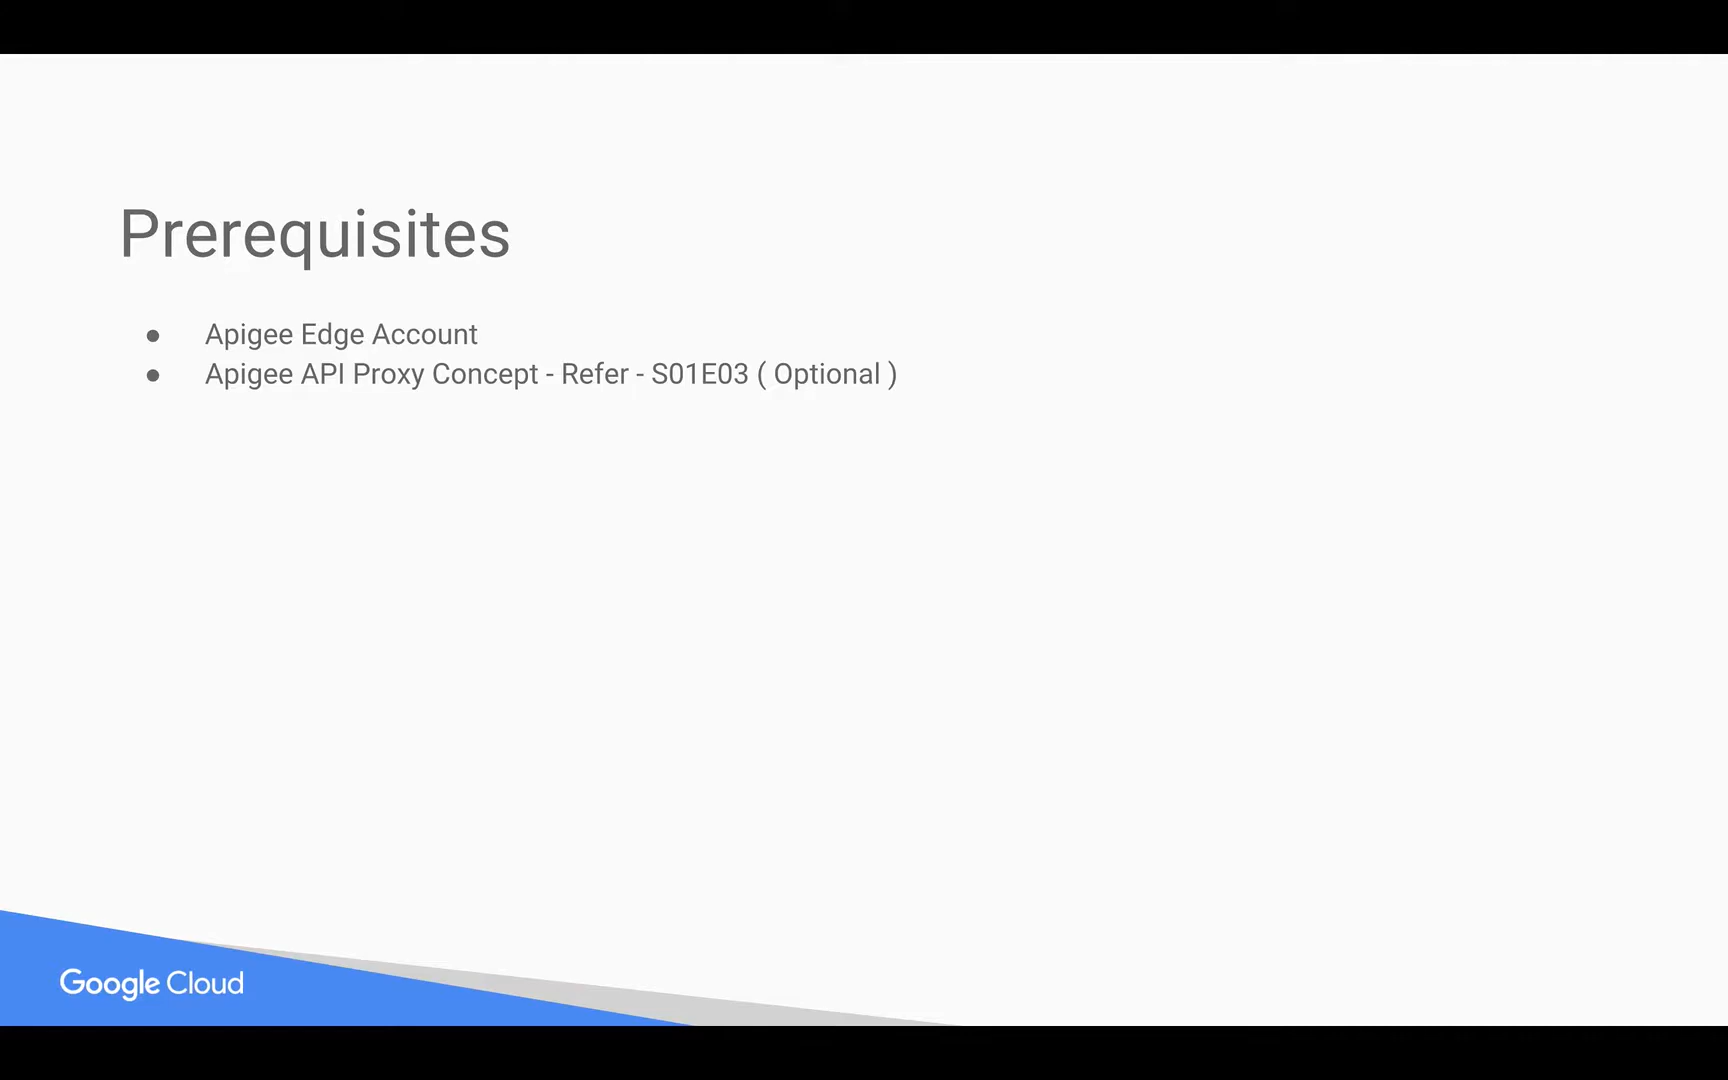 Prerequisites
● Apigee Edge Account
● Apigee API Proxy Concept - Refer - S01E03 ( Optional )
Google Cloud